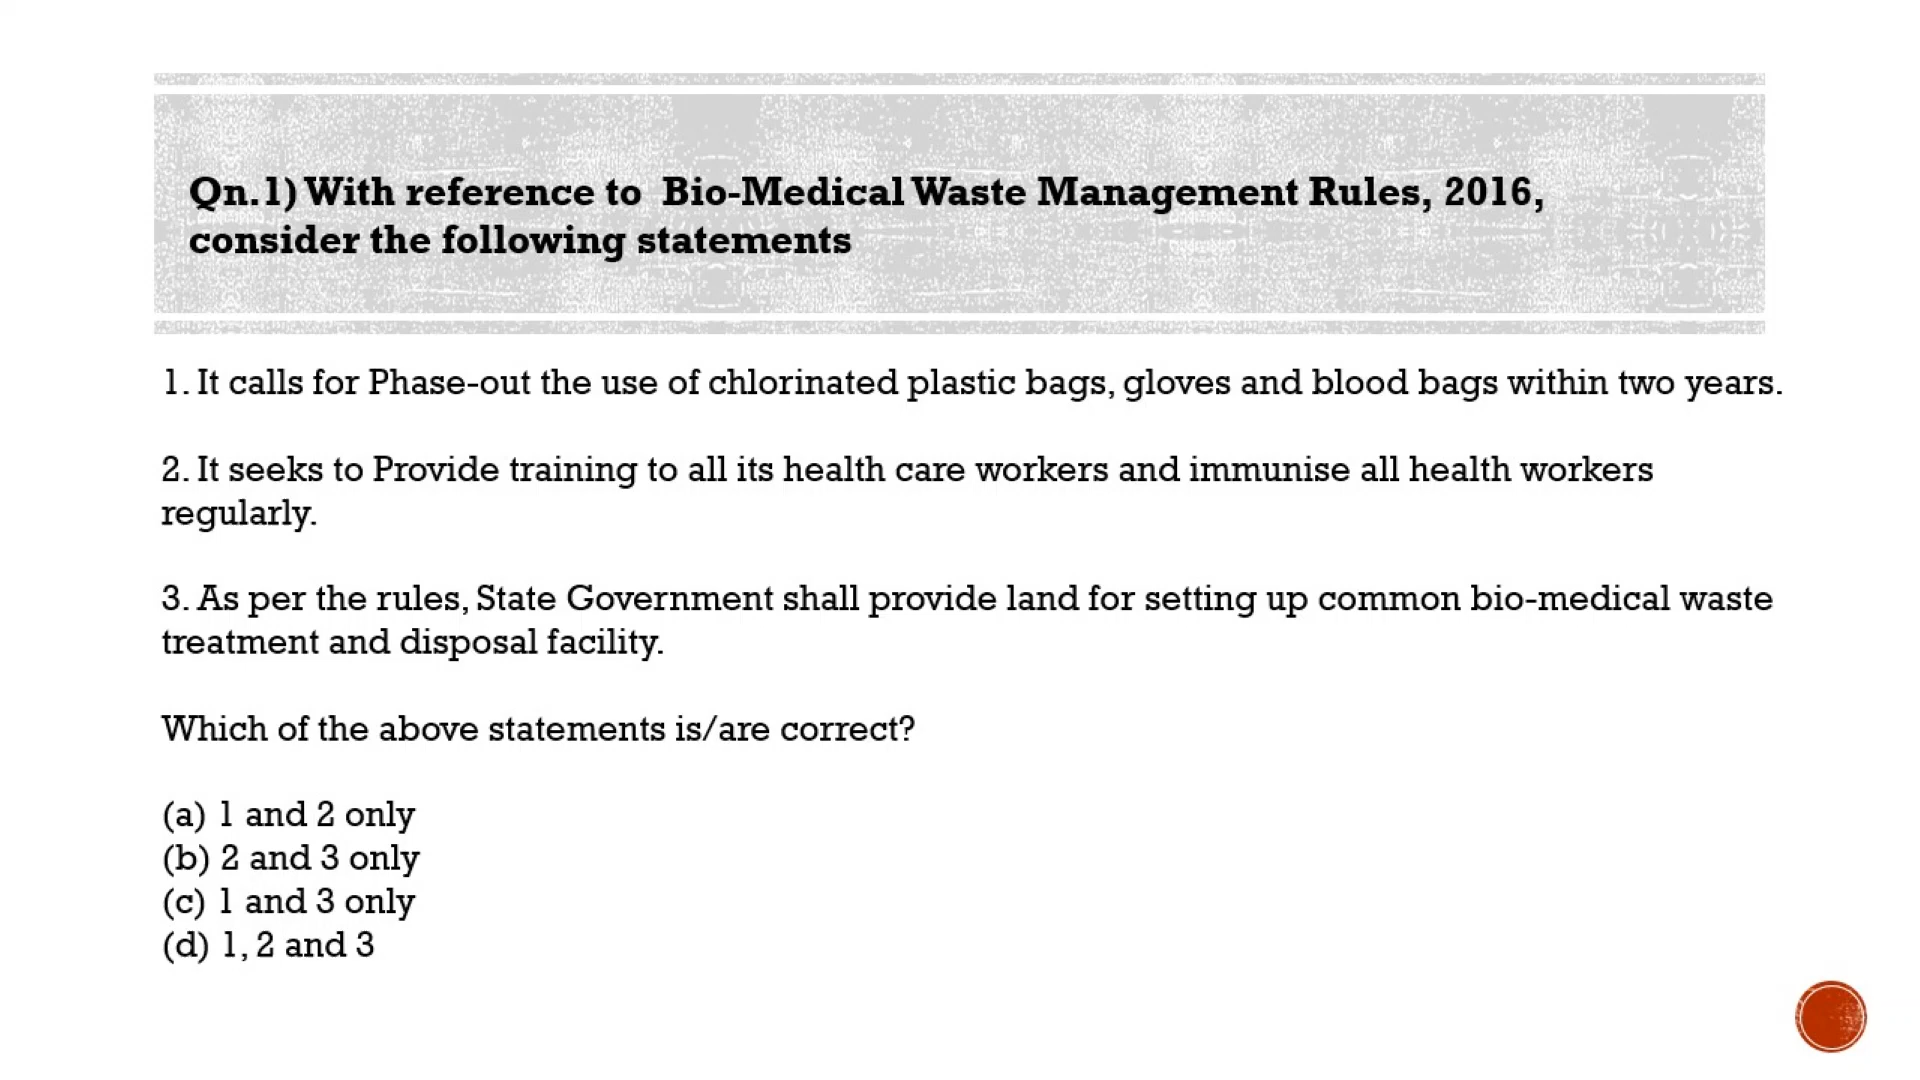 Qn.1) With reference to Bio-Medical Waste Management Rules, 2016,
consider the following statements
1. It calls for Phase-out the use of chlorinated plastic bags, gloves and blood bags within two years.
2. It seeks to Provide training to all its health care workers and immunise all health workers
regularly.
3. As per the rules, State Government shall provide land for setting up common bio-medical waste
treatment and disposal facility.
Which of the above statements is/are correct?
(a) 1 and 2 only
(b) 2 and 3 only
(c) 1 and 3 only
(d) 1, 2 and 3